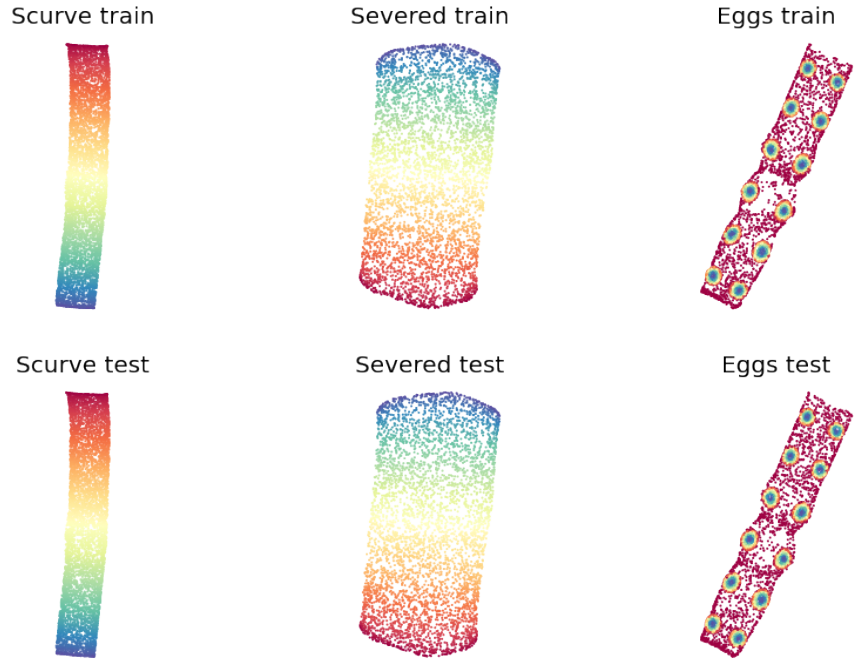 Scurve train
Severed train
Eggs train
Scurve test
Severed test
Eggs test